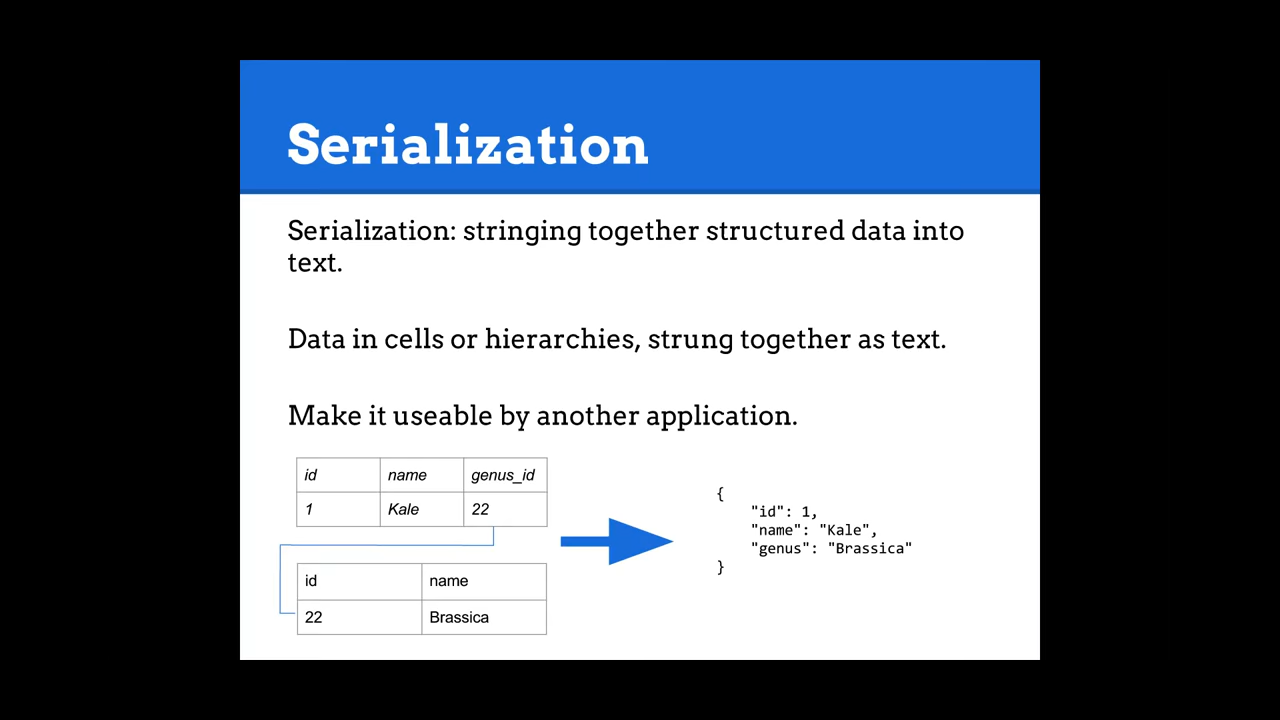 Serialization
Serialization: stringing together structured data into
text.
Data in cells or hierarchies, strung together as text.
Make it useable by another application.
id name genus_id
1 Kale 22
id name
22 Brassica
{
"id": 1,
"name": "Kale",
"genus": "Brassica"
}